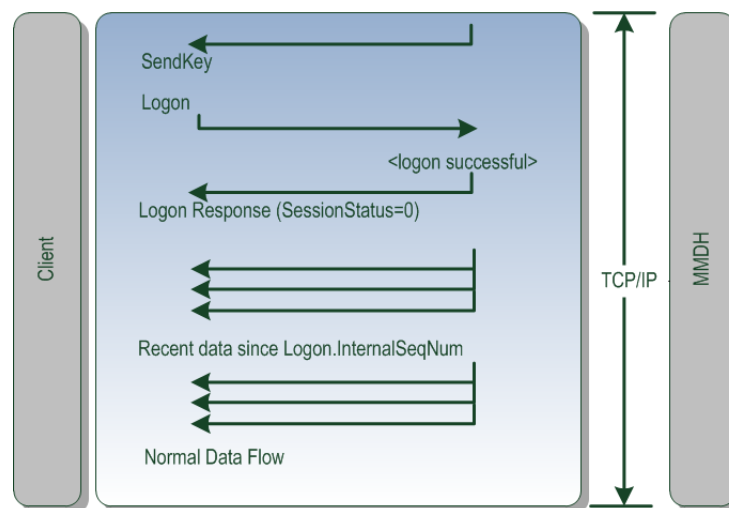 SendKey
Logon
<logon successful>
Logon Response (SessionStatus=0)
Client
TCP/IP
MMDH
Recent data since Logon.InternalSeqNum
Normal Data Flow